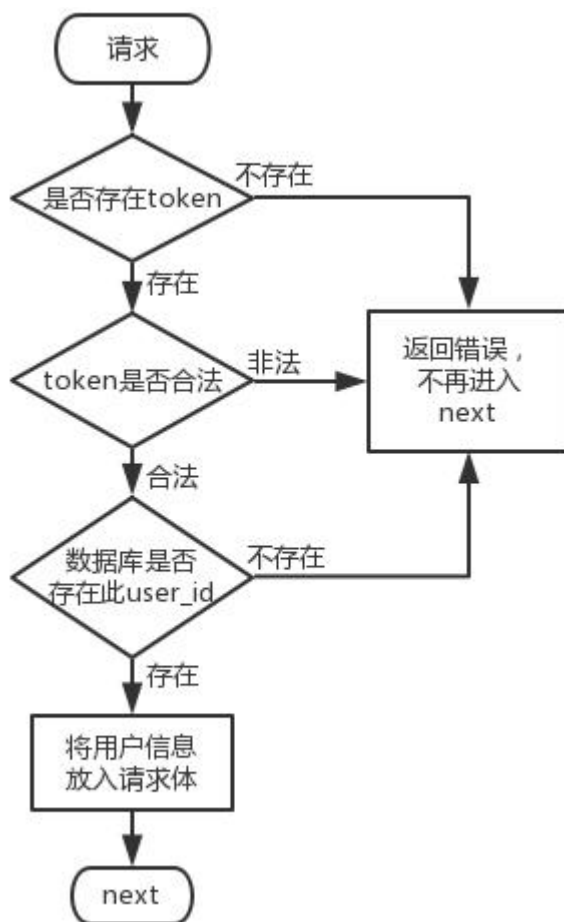 请求
不存在
是否存在token
存在
返回错误，
不再进入
next
非法
token是否合法
合法
数据库是否
存在此user_id
不存在
存在
将用户信息
放入请求体
next